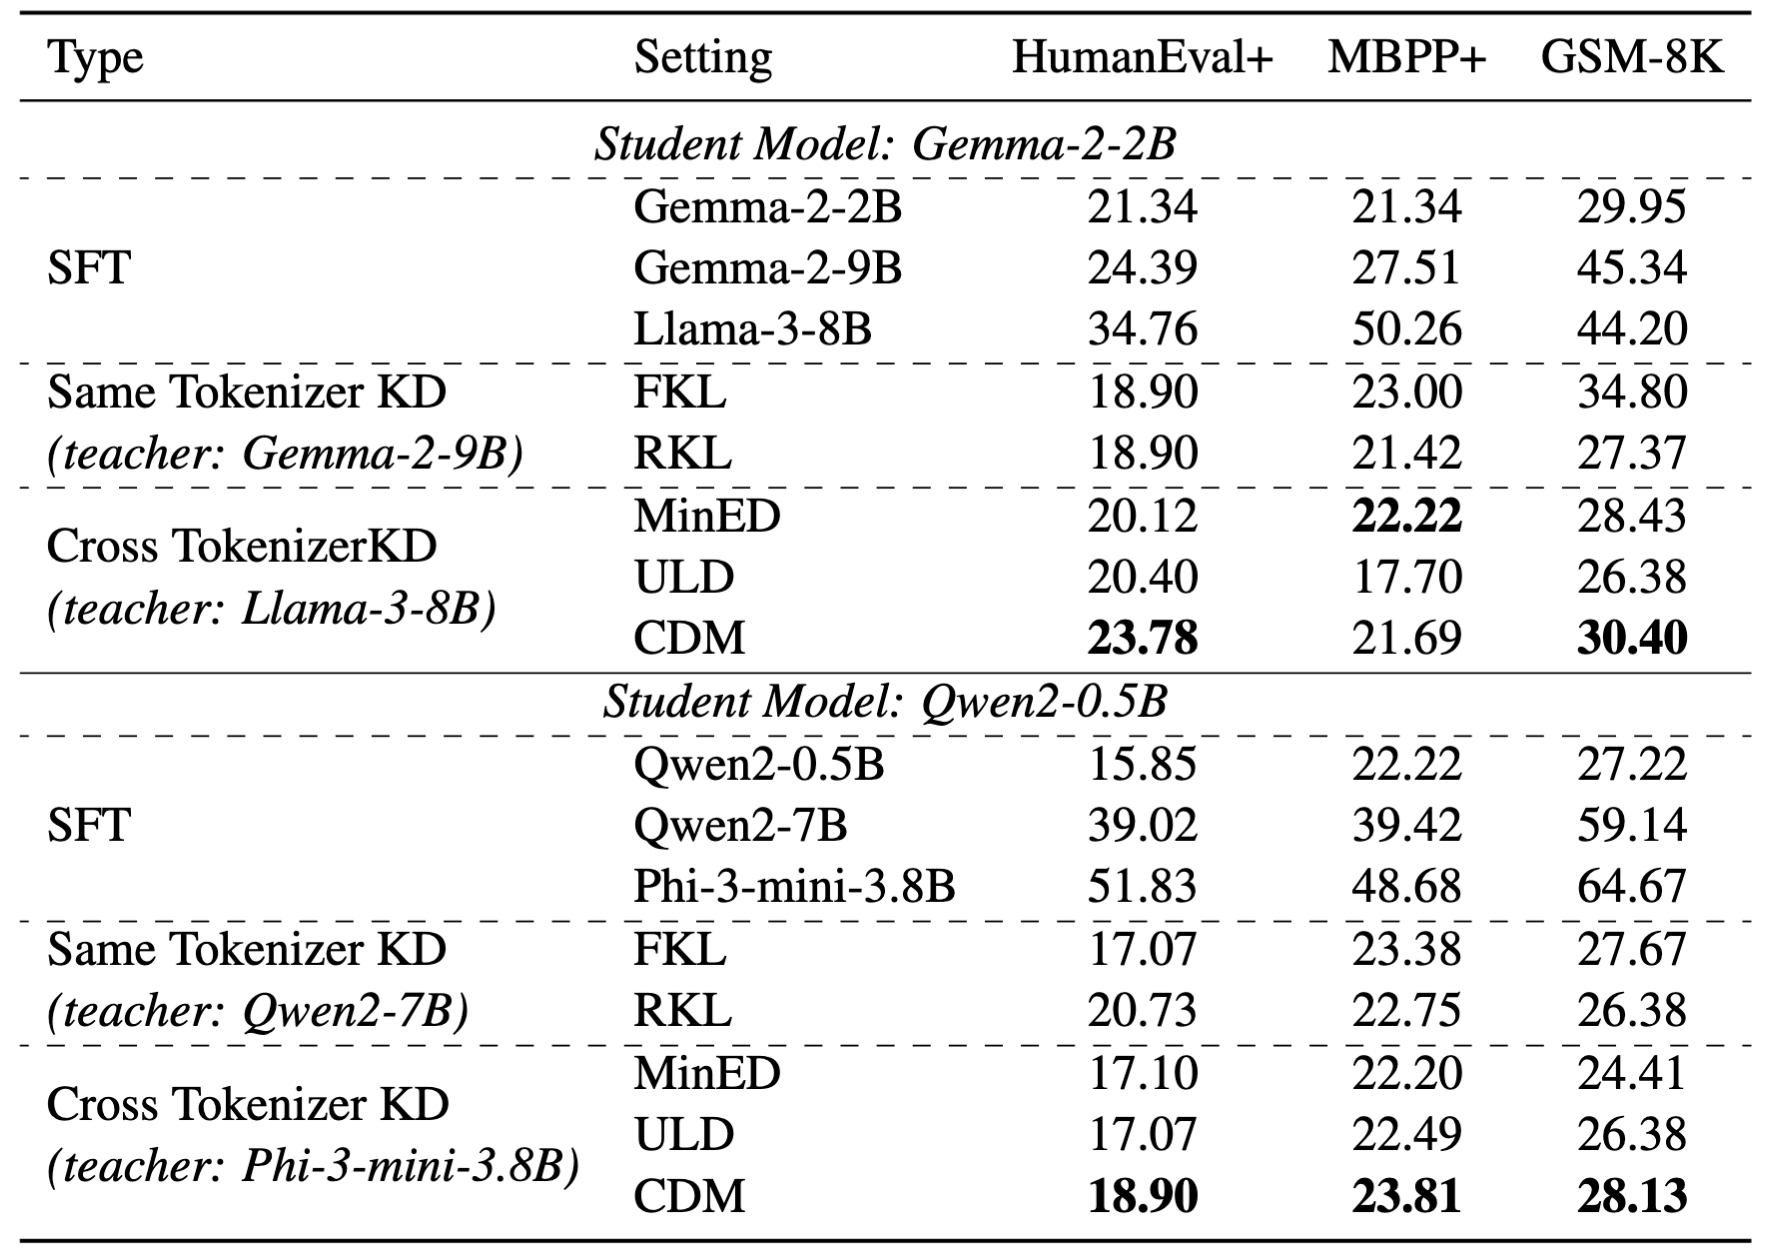 Type Setting HumanEval+ MBPP+ GSM-8K
Student Model: Gemma-2-2B
Gemma-2-2B 21.34 21.34 29.95
SFT Gemma-2-9B 24.39 27.51 45.34
Llama-3-8B 34.76 50.26 44.20
Same Tokenizer KD FKL 18.90 23.00 34.80
(teacher: Gemma-2-9B) RKL 18.90 21.42 27.37
MinED 20.12 22.22 28.43
Cross TokenizerKD
ULD 20.40 17.70 26.38
(teacher: Llama-3-8B)
CDM 23.78 21.69 30.40
Student Model: Qwen2-0.5B
Qwen2-0.5B 15.85 22.22 27.22
SFT Qwen2-7B 39.02 39.42 59.14
Phi-3-mini-3.8B 51.83 48.68 64.67
Same Tokenizer KD FKL 17.07 23.38 27.67
(teacher: Qwen2-7B) RKL 20.73 22.75 26.38
MinED 17.10 22.20 24.41
Cross Tokenizer KD
ULD 17.07 22.49 26.38
(teacher: Phi-3-mini-3.8B)
CDM 18.90 23.81 28.13